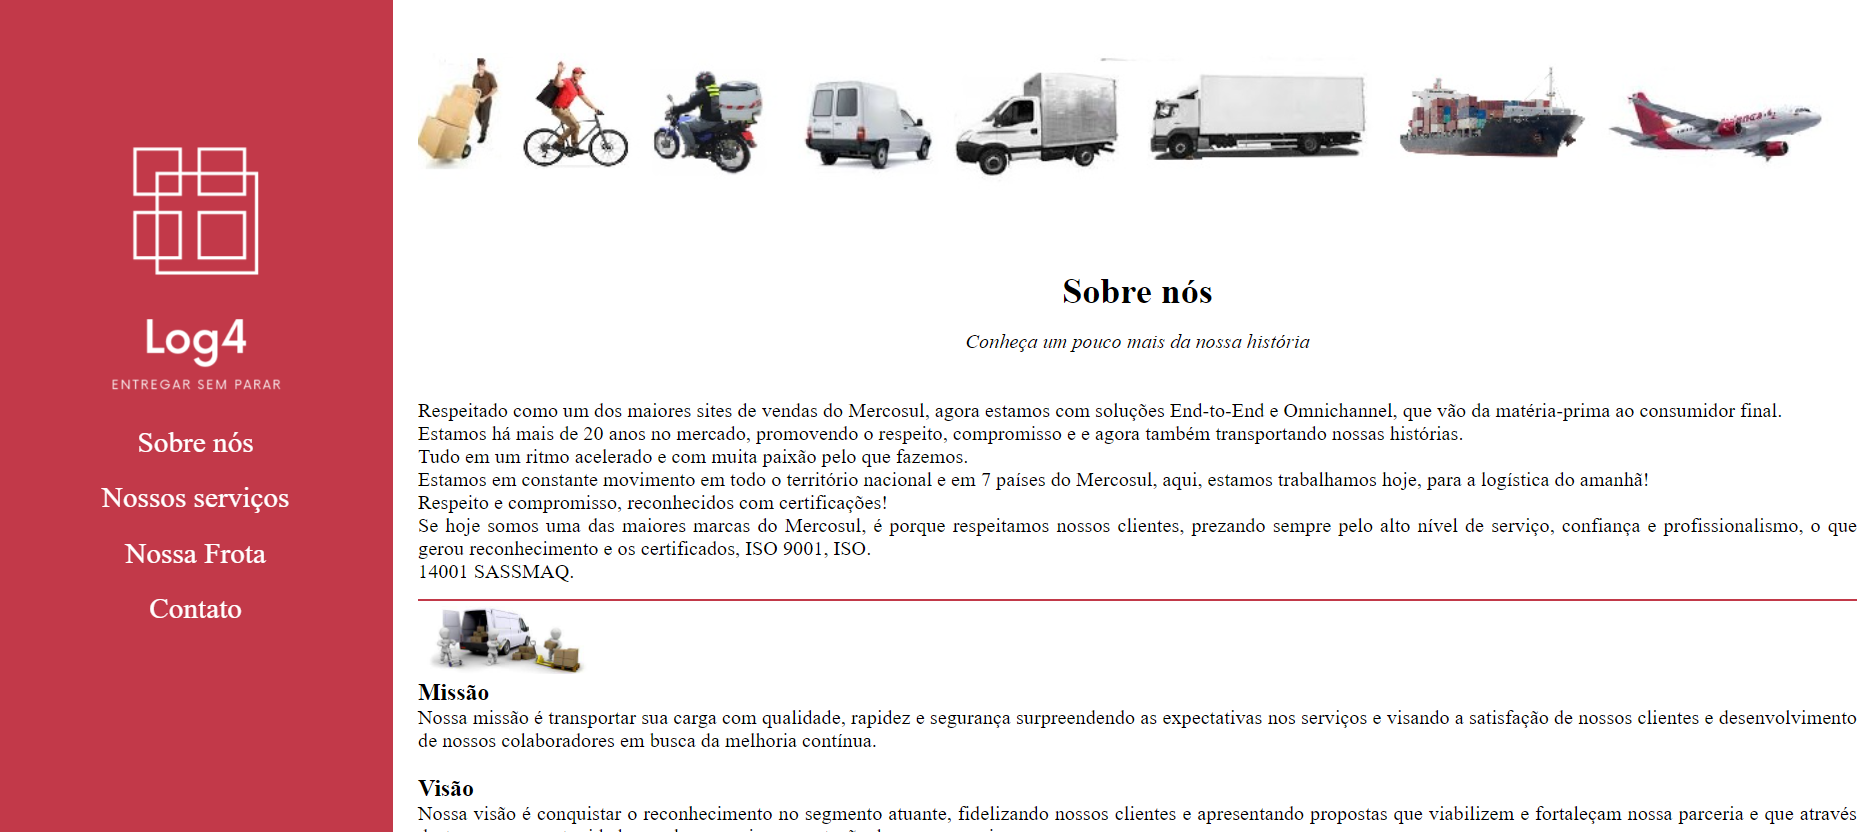 Log4
ENTREGAR SEM PARAR
Sobre nós
Nossos serviços
Nossa Frota
Contato
Sobre nós
Conheça um pouco mais da nossa história
Respeitado como um dos maiores sites de vendas do Mercosul, agora estamos com soluções End-to-End e Omnichannel, que vão da matéria-prima ao consumidor final.
Estamos há mais de 20 anos no mercado, promovendo o respeito, compromisso e e agora também transportando nossas histórias.
Tudo em um ritmo acelerado e com muita paixão pelo que fazemos.
Estamos em constante movimento em todo o território nacional e em 7 países do Mercosul, aqui, estamos trabalhamos hoje, para a logística do amanhã!
Respeito e compromisso, reconhecidos com certificações!
Se hoje somos uma das maiores marcas do Mercosul, é porque respeitamos nossos clientes, prezando sempre pelo alto nível de serviço, confiança e profissionalismo, o que
gerou reconhecimento e os certificados, ISO 9001, ISO.
14001 SASSMAQ.
Missão
Nossa missão é transportar sua carga com qualidade, rapidez e segurança surpreendendo as expectativas nos serviços e visando a satisfação de nossos clientes e desenvolvimento
de nossos colaboradores em busca da melhoria contínua.
Visão
Nossa visão é conquistar o reconhecimento no segmento atuante, fidelizando nossos clientes e apresentando propostas que viabilizem e fortaleçam nossa parceria e que através